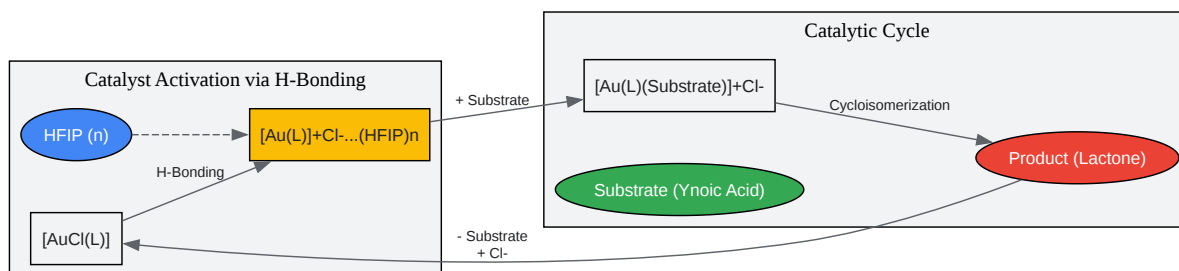 Catalytic Cycle
Catalyst Activation via H-Bonding
[Au(L)(Substrate)]+Cl-
+ Substrate
Cycloisomerization
HFIP (n)
[Au(L)]+Cl-...(HFIP)n
Product (Lactone)
H-Bonding
Substrate (Ynoic Acid)
[AuCl(L)]
- Substrate
+ Cl-